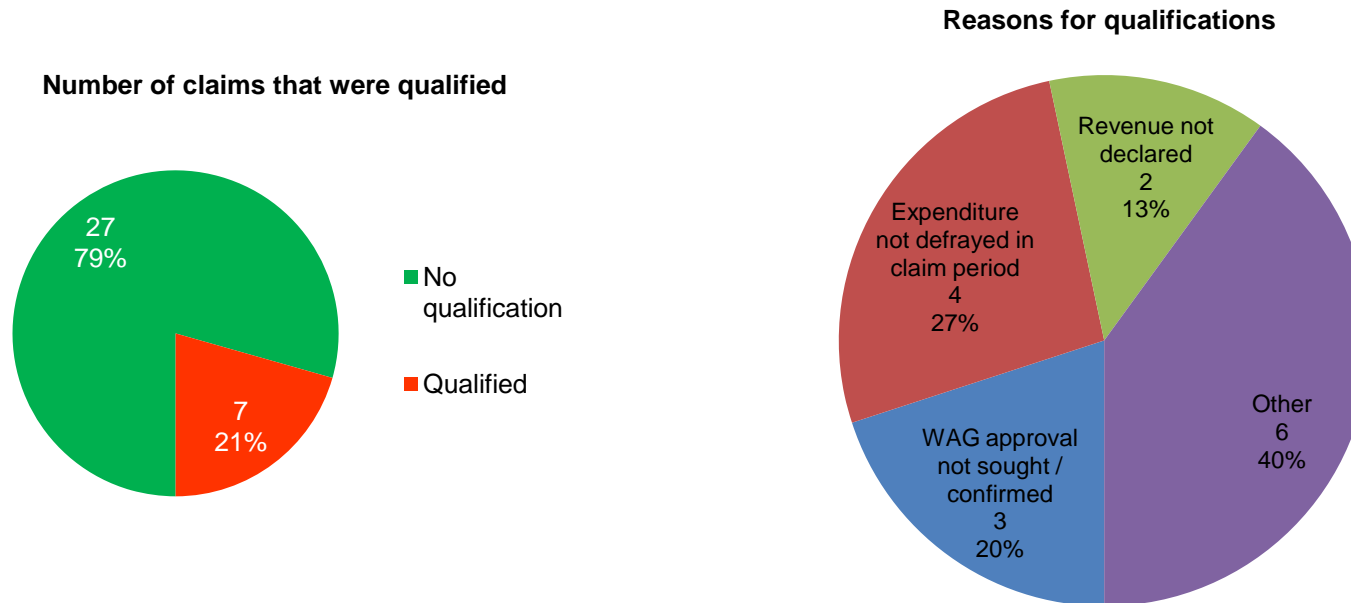 Number of claims that were qualified
27
79%
7
21%
No
qualification
Qualified
Reasons for qualifications
Revenue not
declared
2
13%
Expenditure
not defrayed in
claim period
4
27%
Other
6
40%
WAG approval
not sought /
confirmed
3
20%